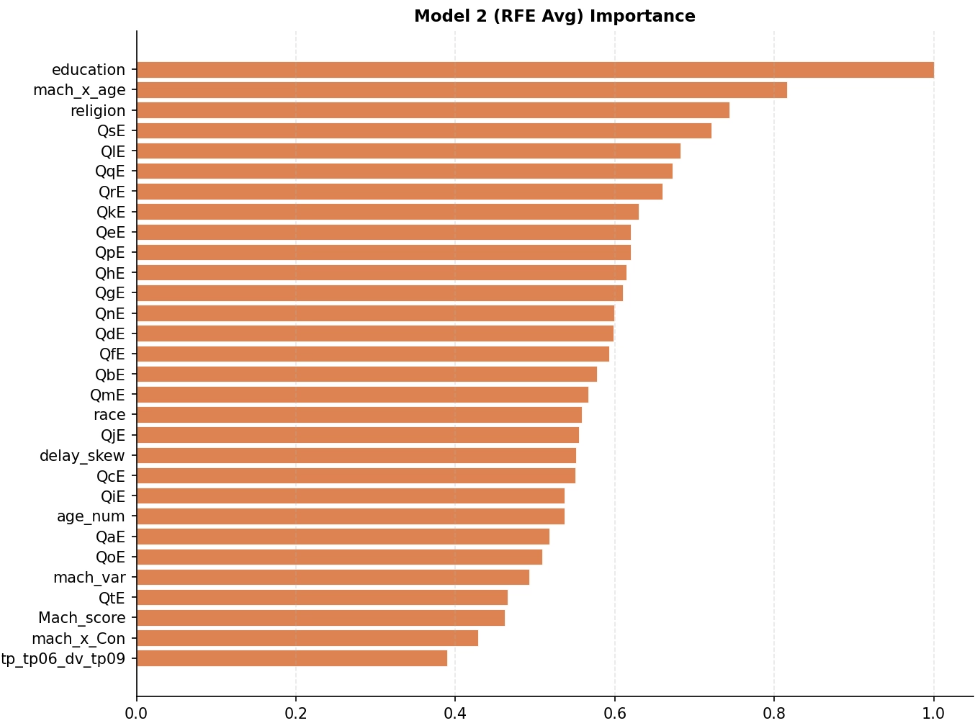 Model 2 (RFE Avg) Importance
education
mach_x_age
religion
QsE
QlE
QqE
QrE
QkE
QeE
QpE
QhE
QgE
QnE
QdE
QfE
QbE
QmE
race
QjE
delay_skew
QcE
QiE
age_num
QaE
QoE
mach_var
QtE
Mach_score
mach_x_Con
tp_tp06_dv_tp09
0.0 0.2 0.4 0.6 0.8 1.0